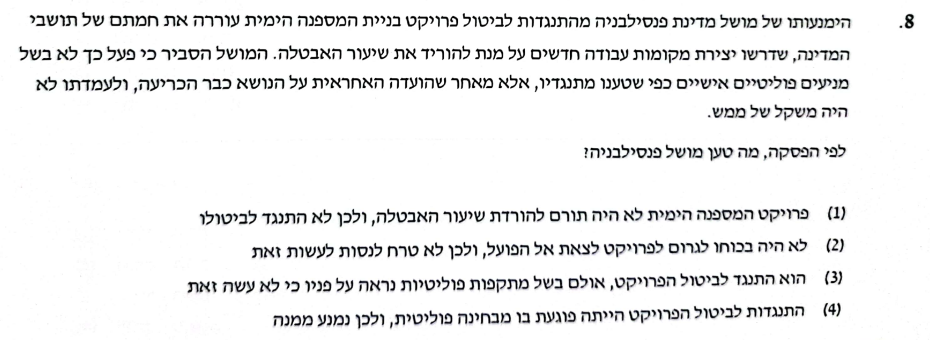 8. הימנעותו של מושל מדינת פנסילבניה מהתנגדות לביטול פרויקט בניית המספנה הימית עוררה את חמתם של תושבי
המדינה, שדרשו יצירת מקומות עבודה חדשים על מנת להוריד את שיעור האבטלה. המושל הסביר כי פעל כך לא בשל
מניעים פוליטיים אישיים כפי שטענו מתנגדיו, אלא מאחר שהועדה האחראית על הנושא כבר הכריעה, ולעמדתו לא
היה משקל של ממש.
לפי הפסקה, מה טען מושל פנסילבניה?
(1) פרויקט המספנה הימית לא היה תורם להורדת שיעור האבטלה, ולכן לא התנגד לביטולו
(2) לא היה בכוחו לגרום לפרויקט לצאת אל הפועל, ולכן לא טרח לנסות לעשות זאת
(3) הוא התנגד לביטול הפרויקט, אולם בשל מתקפות פוליטיות נראה על פניו כי לא עשה זאת
(4) התנגדות לביטול הפרויקט הייתה פוגעת בו מבחינה פוליטית, ולכן נמנע ממנה